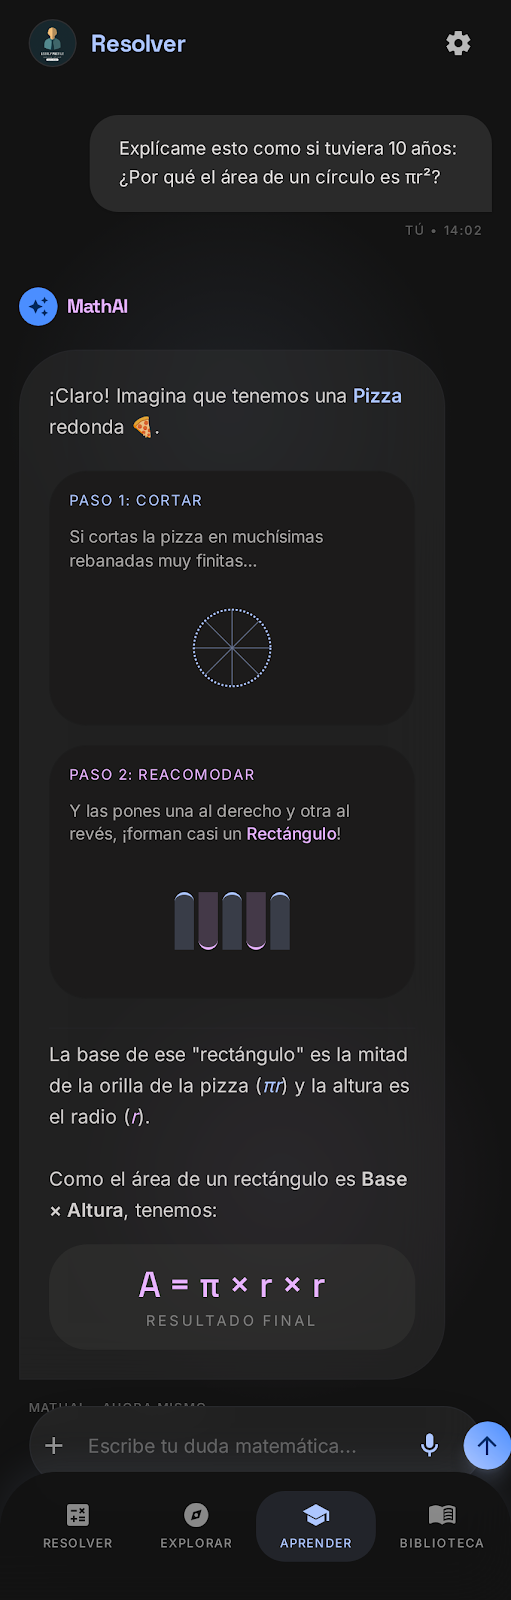 Resolver
Explícame esto como si tuviera 10 años:
¿Por qué el área de un círculo es πr²?
TÚ • 14:02
MathAI
¡Claro! Imagina que tenemos una Pizza
redonda 🍕.
PASO 1: CORTAR
Si cortas la pizza en muchísimas
rebanadas muy finitas...
PASO 2: REACOMODAR
Y las pones una al derecho y otra al
revés, ¡forman casi un Rectángulo!
La base de ese "rectángulo" es la mitad
de la orilla de la pizza (πr) y la altura es
el radio (r).
Como el área de un rectángulo es Base
× Altura, tenemos:
A = π × r × r
RESULTADO FINAL
MATHAI • AHORA MISMO
Escribe tu duda matemática...
RESOLVER
EXPLORAR
APRENDER
BIBLIOTECA